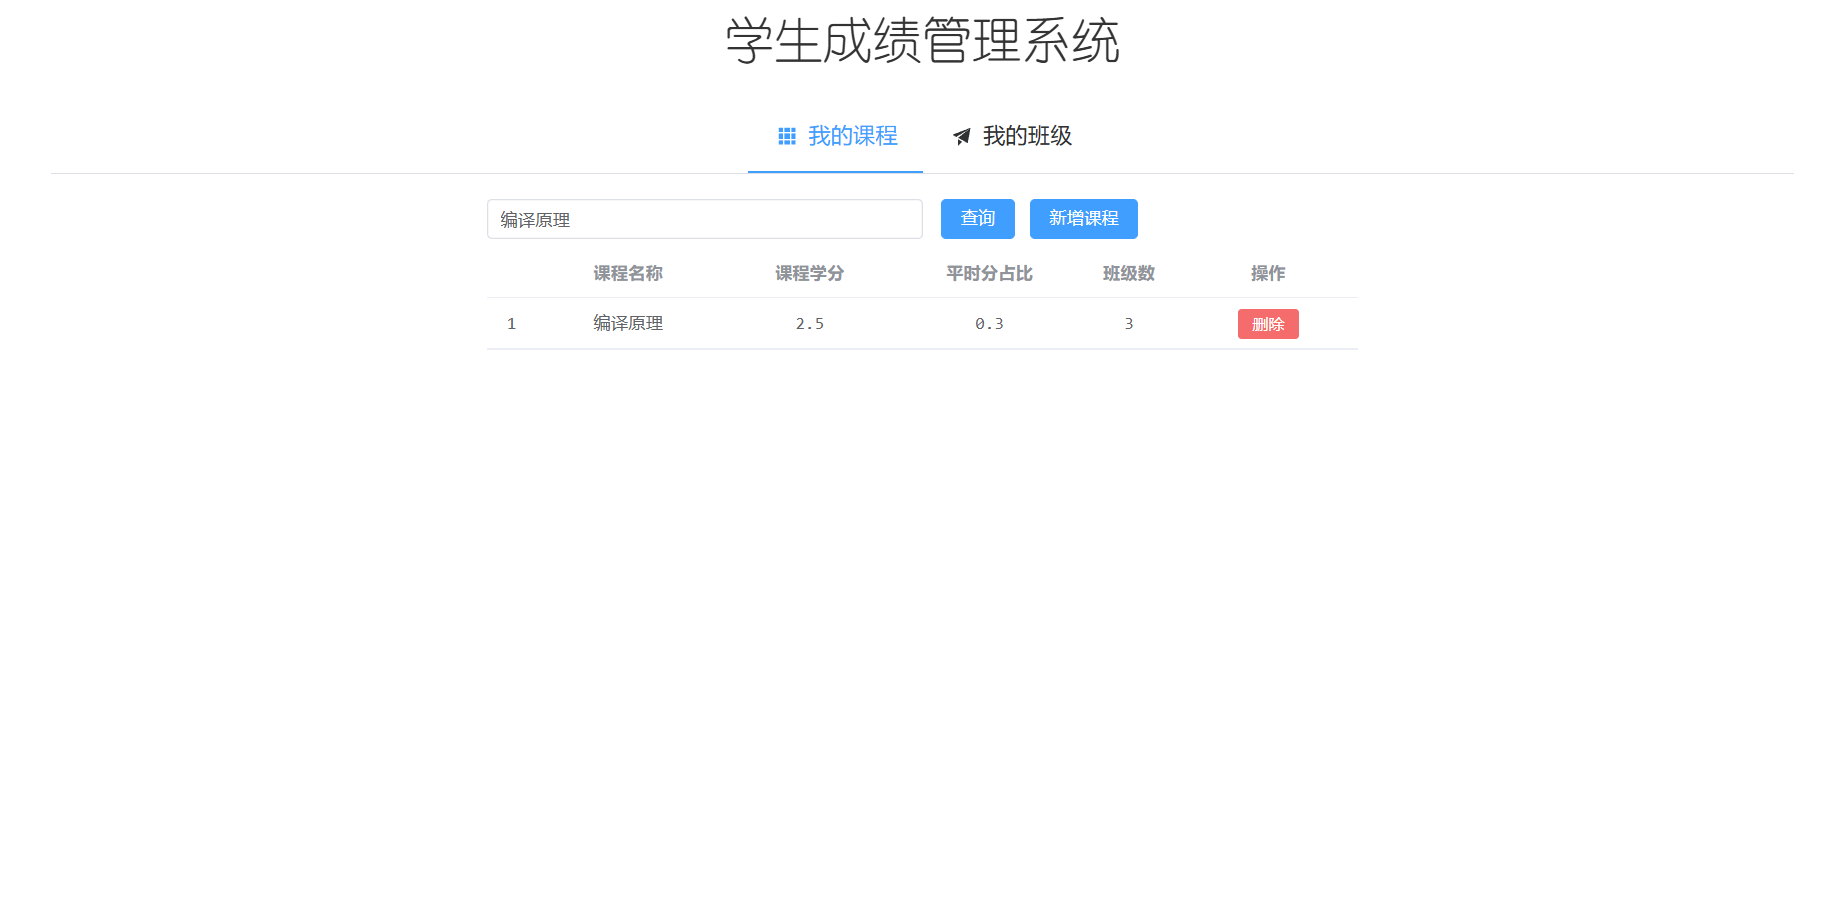 学生成绩管理系统
我的课程 我的班级
编译原理 查询 新增课程
课程名称 课程学分 平时分占比 班级数 操作
1 编译原理 2.5 0.3 3 删除